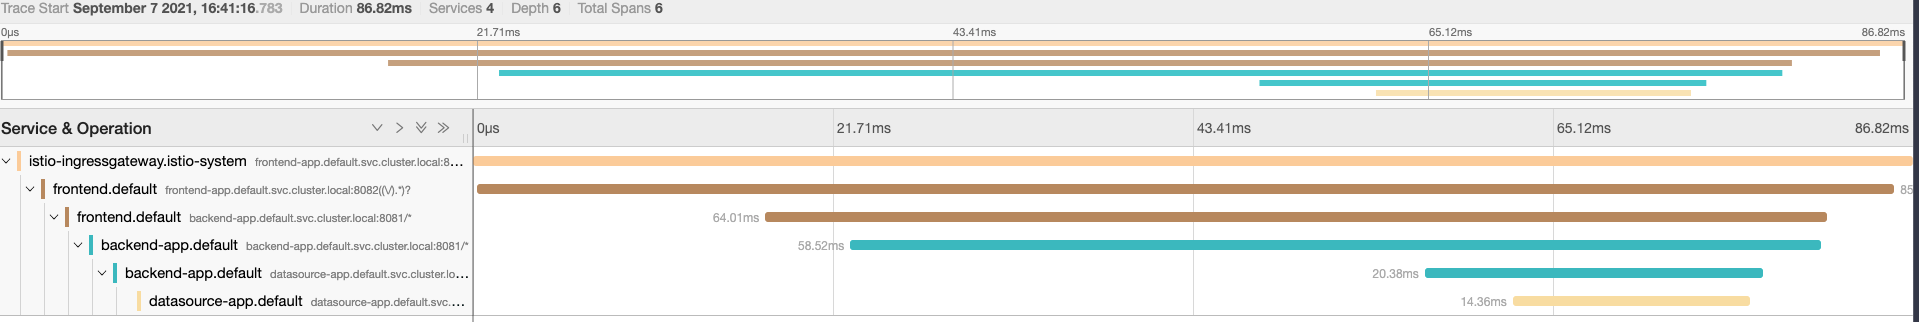 Trace Start September 7 2021, 16:41:16.783 Duration 86.82ms Services 4 Depth 6 Total Spans 6
0μs 21.71ms 43.41ms 65.12ms 86.82ms
Service & Operation 0μs 21.71ms 43.41ms 65.12ms 86.82ms
istio-ingressgateway.istio-system frontend-app.default.svc.cluster.local:8...
frontend.default frontend-app.default.svc.cluster.local:8082((\/).*)? 85
frontend.default backend-app.default.svc.cluster.local:8081/* 64.01ms
backend-app.default backend-app.default.svc.cluster.local:8081/* 58.52ms
backend-app.default datasource-app.default.svc.cluster.lo... 20.38ms
datasource-app.default datasource-app.default.svc.... 14.36ms